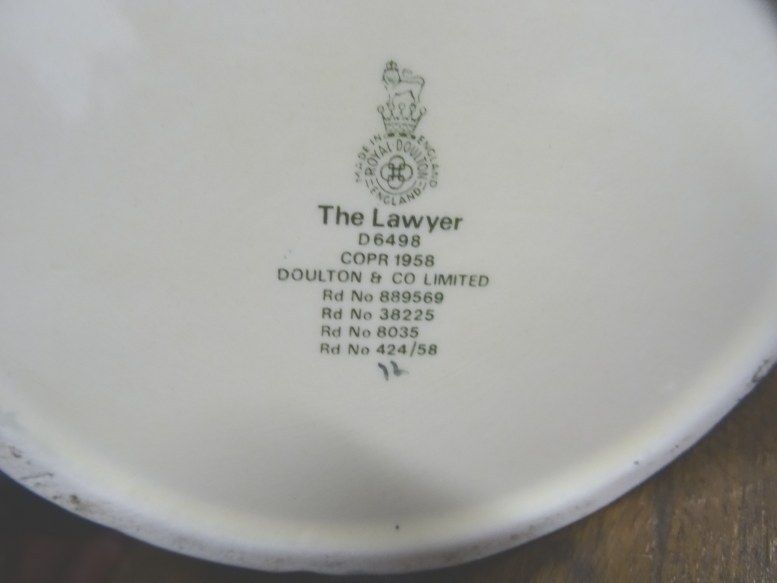 MADE IN ENGLAND
ROYAL DOULTON
ENGLAND
The Lawyer
D6498
COPR 1958
DOULTON & CO LIMITED
Rd No 889569
Rd No 38225
Rd No 8035
Rd No 424/58